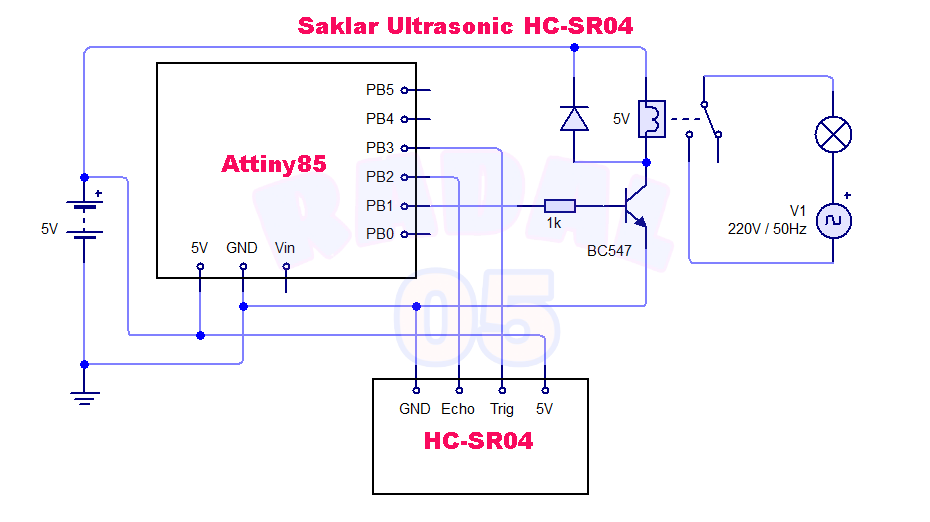 Saklar Ultrasonic HC-SR04
PB5
PB4
PB3
PB2
PB1
PB0
Attiny85
5V
GND
Vin
+
5V
5V
1k
BC547
+
V1
220V / 50Hz
RADAL
05
GND
Echo
Trig
5V
HC-SR04